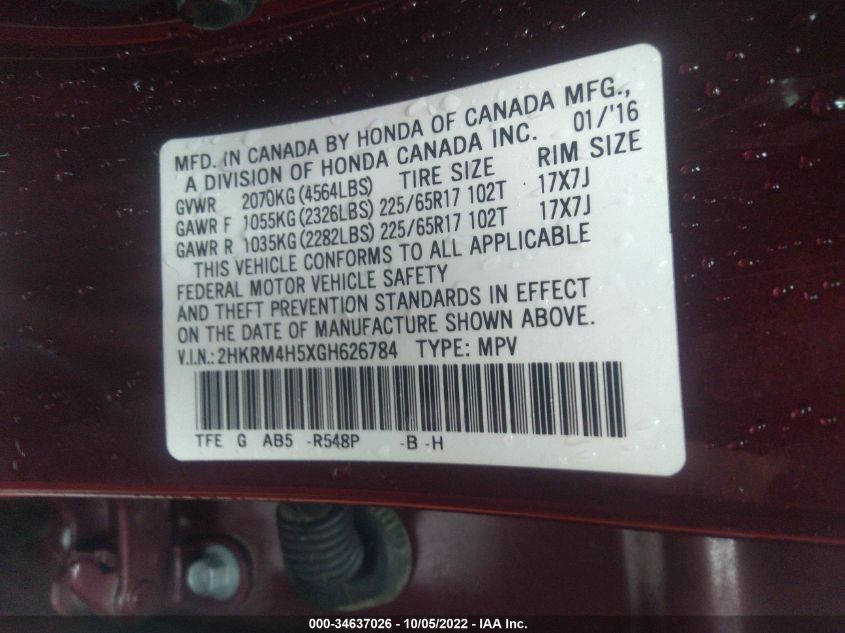 MFD. IN CANADA BY HONDA OF CANADA MFG.,
A DIVISION OF HONDA CANADA INC. 01/'16
GVWR 2070KG(4564LBS) TIRE SIZE RIM SIZE
GAWR F 1055KG(2326LBS) 225/65R17 102T 17X7J
GAWR R 1035KG(2282LBS) 225/65R17 102T 17X7J
THIS VEHICLE CONFORMS TO ALL APPLICABLE
FEDERAL MOTOR VEHICLE SAFETY
AND THEFT PREVENTION STANDARDS IN EFFECT
ON THE DATE OF MANUFACTURE SHOWN ABOVE.
V.I.N.: 2HKRM4H5XGH626784 TYPE: MPV
TFE G AB5 -R548P -B -H
000-34637026 - 10/05/2022 - IAA Inc.